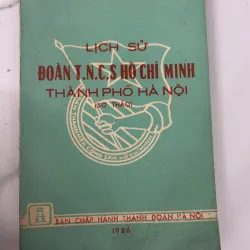 LỊCH SỬ
ĐOÀN T.N.C.S HỒ CHÍ MINH
THÀNH PHỐ HÀ NỘI
(SƠ THẢO)
BAN CHẤP HÀNH THÀNH ĐOÀN HÀ NỘI
1986